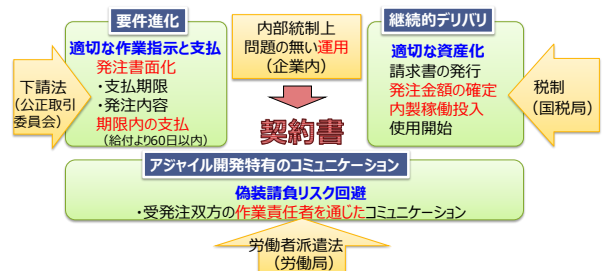 要件進化
適切な作業指示と支払
発注書面化
・支払期限
・発注内容
期限内の支払
(給付より60日以内)
下請法
(公正取引
委員会)
内部統制上
問題の無い運用
(企業内)
契約書
継続的デリバリ
適切な資産化
請求書の発行
発注金額の確定
内製稼働投入
使用開始
税制
(国税局)
アジャイル開発特有のコミュニケーション
偽装請負リスク回避
・受発注双方の作業責任者を通じたコミュニケーション
労働者派遣法
(労働局)